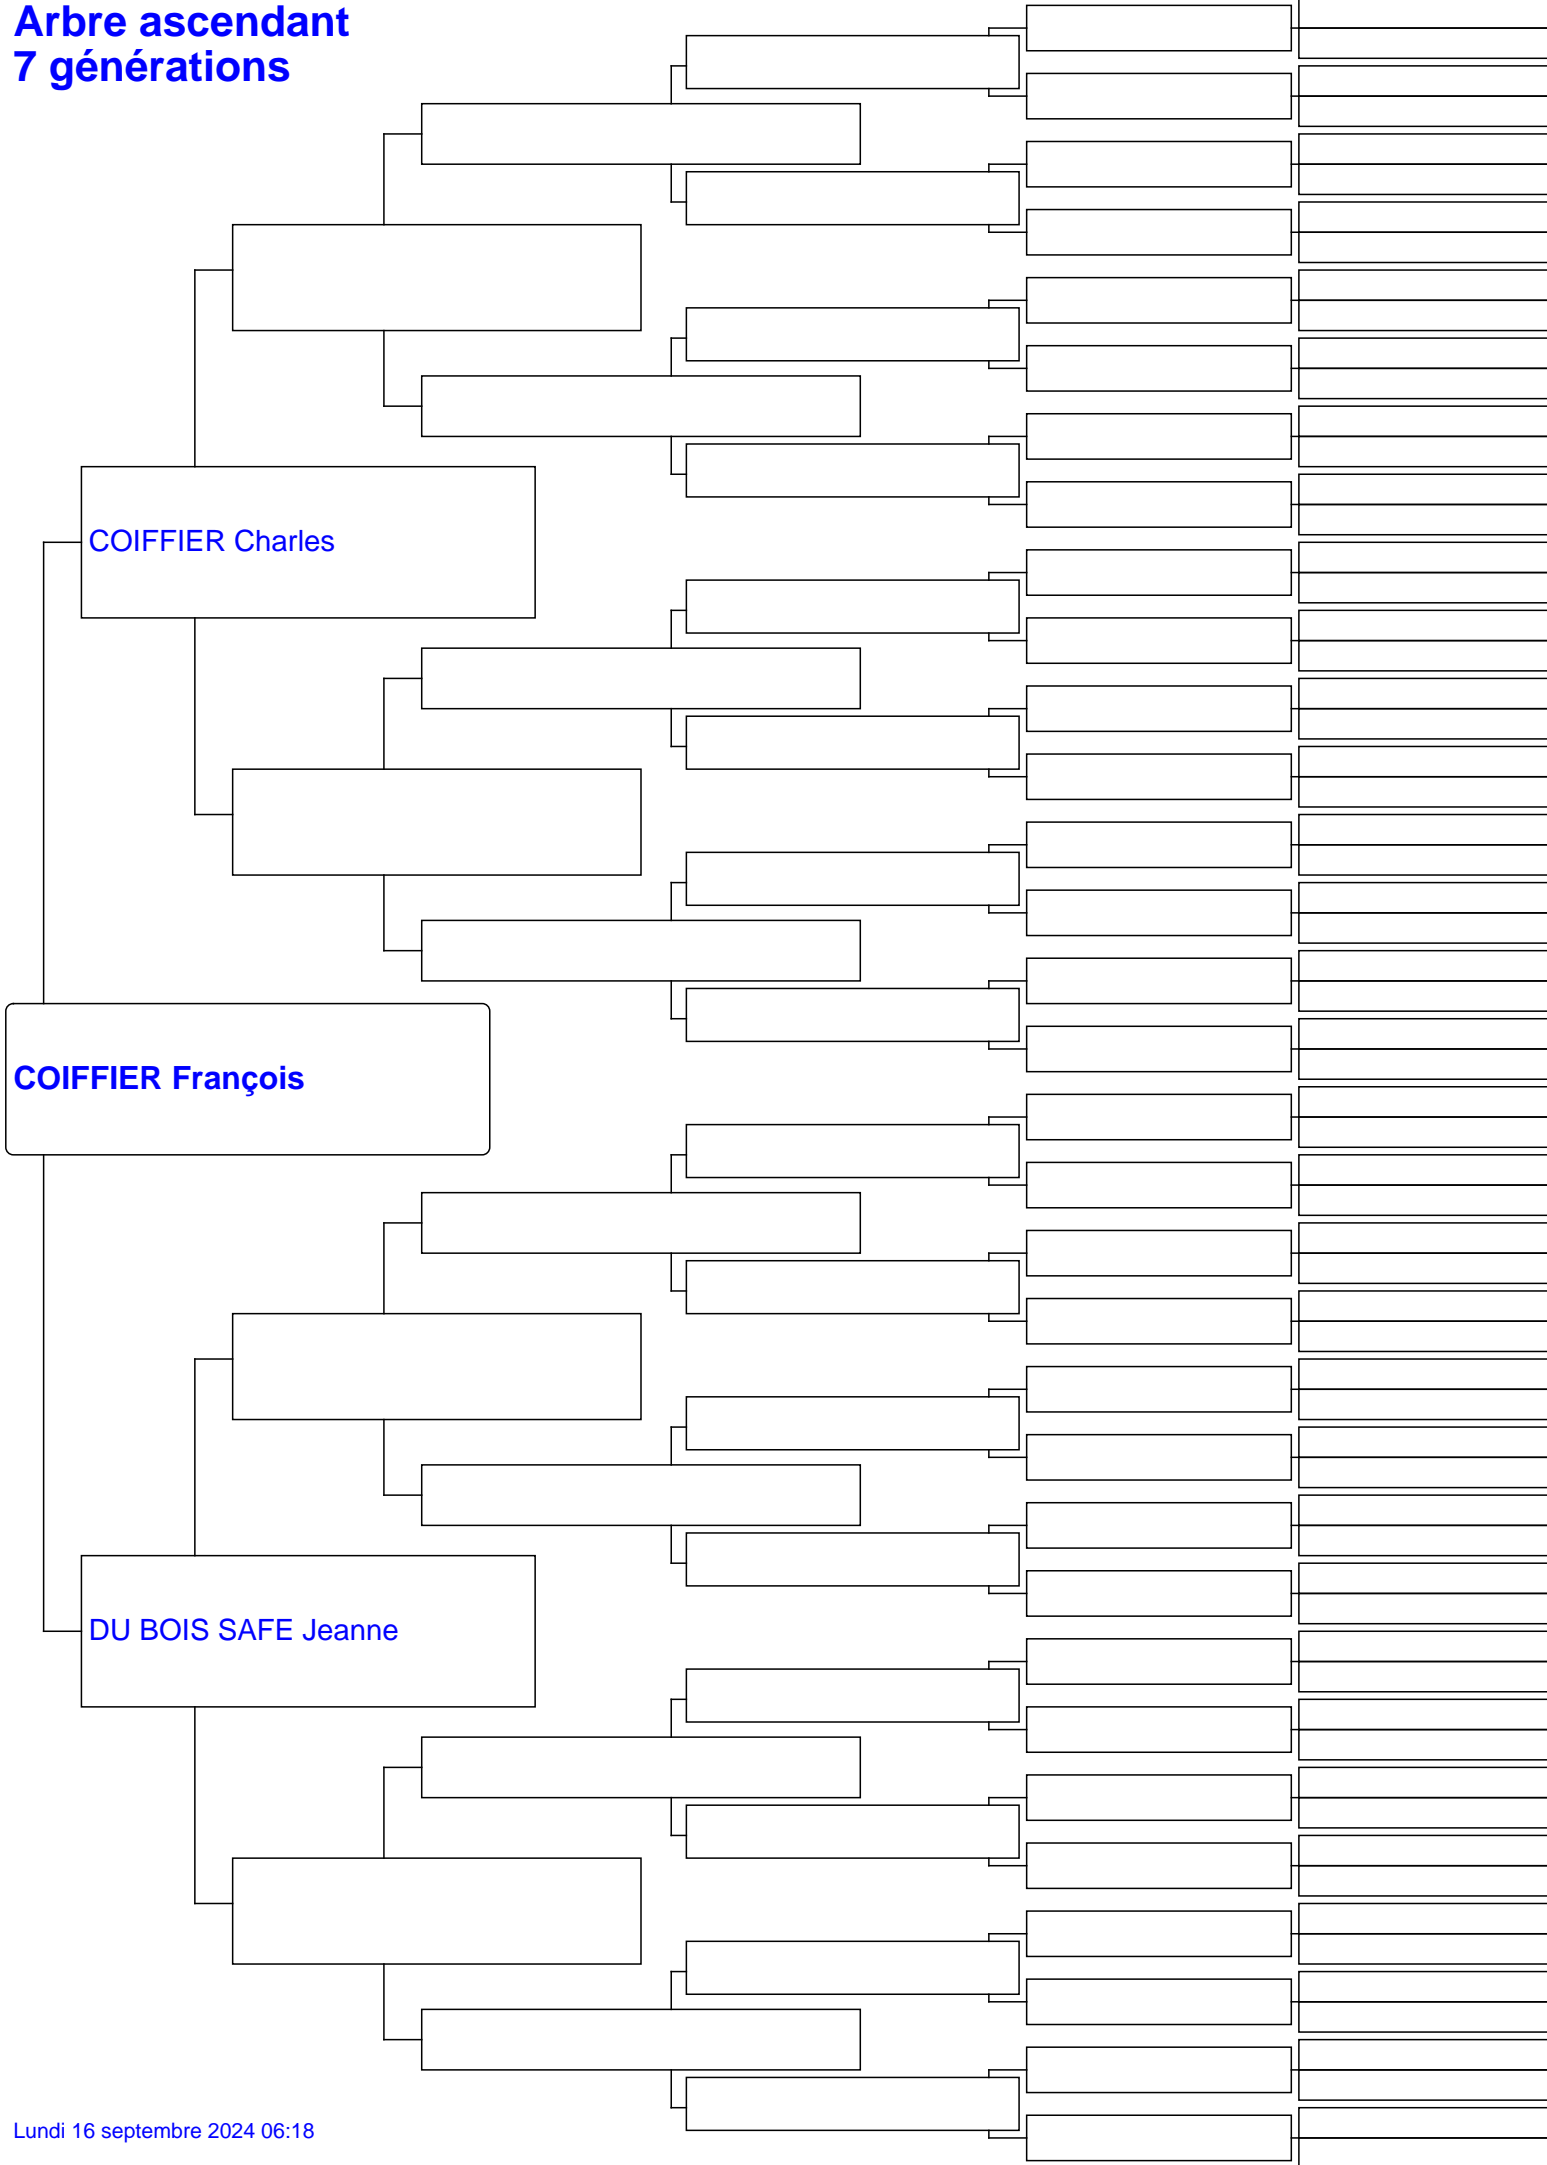 Arbre ascendant
7 générations
COIFFIER Charles
COIFFIER François
DU BOIS SAFE Jeanne
Lundi 16 septembre 2024 06:18